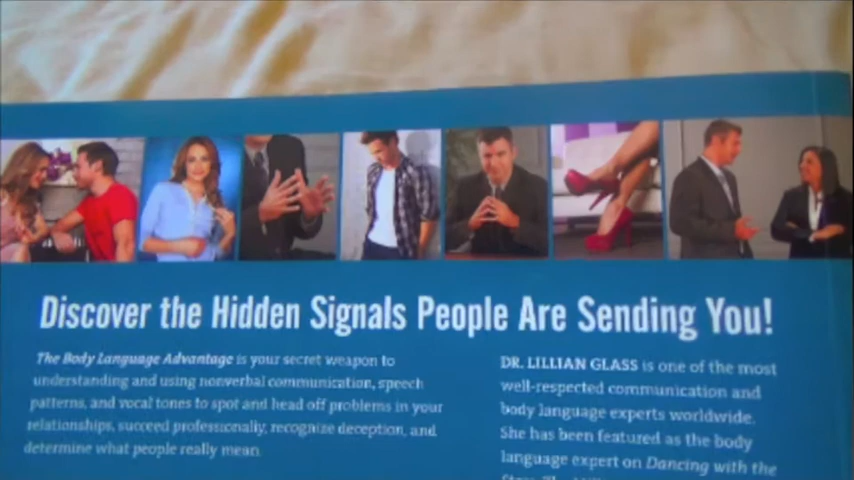 Discover the Hidden Signals People Are Sending You!
The Body Language Advantage is your secret weapon to
understanding and using nonverbal communication, speech
patterns, and vocal tones to spot and head off problems in your
relationships, succeed professionally, recognize deception, and
determine what people really mean.
DR. LILLIAN GLASS is one of the most
well-respected communication and
body language experts worldwide.
She has been featured as the body
language expert on Dancing with the